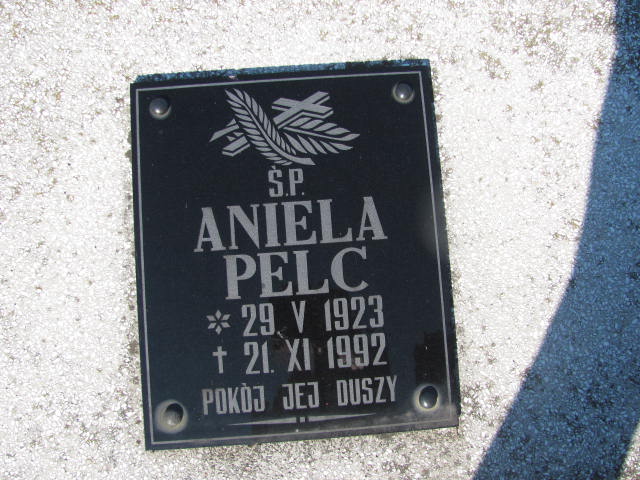 Ś.P.
ANIELA
PELC
* 29. V 1923
† 21. XI 1992
POKÓJ JEJ DUSZY